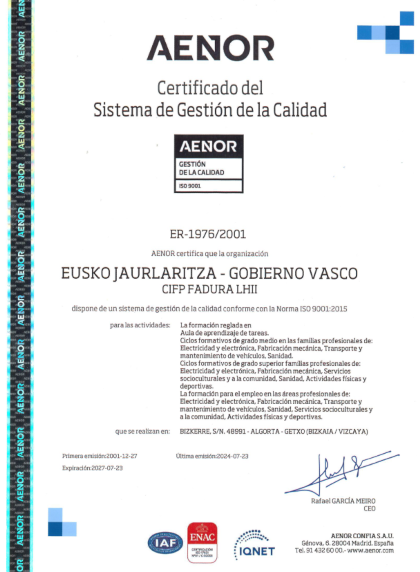 AENOR
Certificado del
Sistema de Gestión de la Calidad
AENOR
GESTIÓN
DE LA CALIDAD
ISO 9001
ER-1976/2001
AENOR certifica que la organización
EUSKO JAURLARITZA - GOBIERNO VASCO
CIFP FADURA LHII
dispone de un sistema de gestión de la calidad conforme con la Norma ISO 9001:2015
para las actividades: La formación reglada en
Aula de aprendizaje de tareas.
Ciclos formativos de grado medio en las familias profesionales de:
Electricidad y electrónica, Fabricación mecánica, Transporte y
mantenimiento de vehículos, Sanidad.
Ciclos formativos de grado superior familias profesionales de:
Electricidad y electrónica, Fabricación mecánica, Servicios
socioculturales y a la comunidad, Sanidad, Actividades físicas y
deportivas.
La formación para el empleo en las áreas profesionales de:
Electricidad y electrónica, Fabricación mecánica, Transporte y
mantenimiento de vehículos, Sanidad, Servicios socioculturales y
a la comunidad, Actividades físicas y deportivas.
que se realizan en: BIZKERRE, S/N. 48991 - ALGORTA - GETXO (BIZKAIA / VIZCAYA)
Primera emisión: 2001-12-27 Última emisión: 2024-07-23
Expiración: 2027-07-23
Rafael GARCÍA MEIRO
CEO
IAF
ENAC
IQNET
AENOR CONFIA S.A.U.
Génova, 6. 28004 Madrid. España
Tel. 91 432 60 00.- www.aenor.com